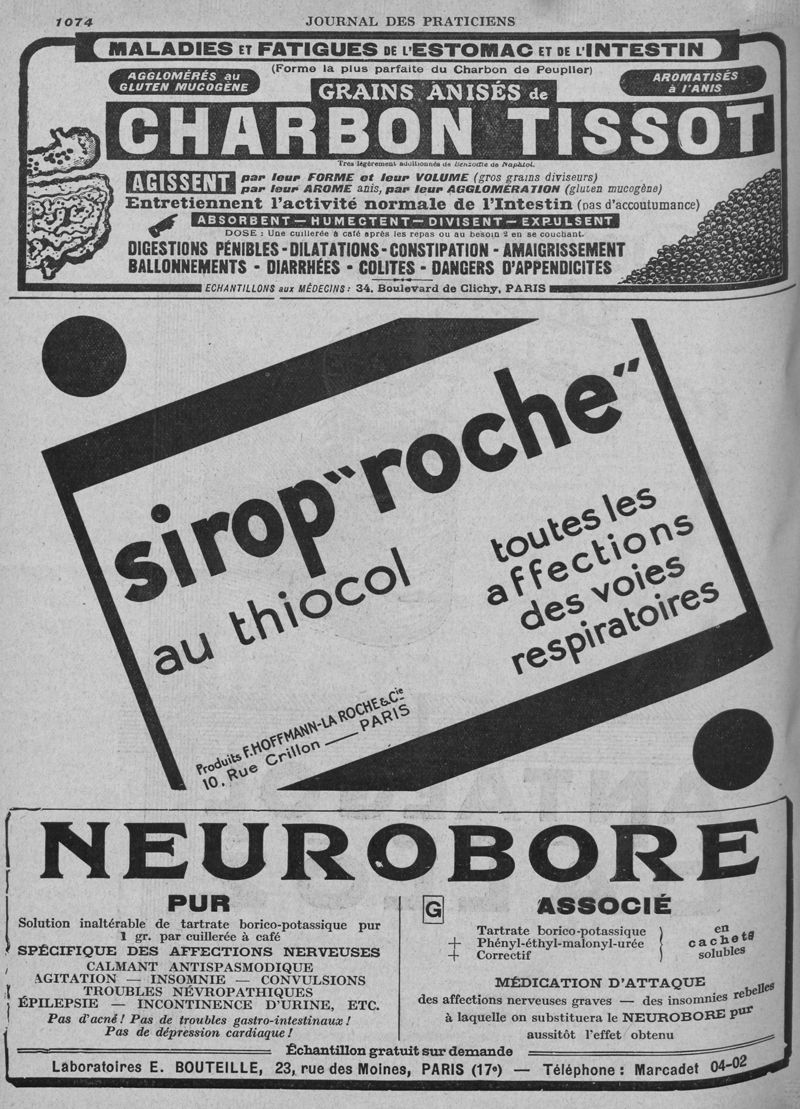 1074
JOURNAL DES PRATICIENS
MALADIES ET FATIGUES DE L'ESTOMAC ET DE L'INTESTIN
(Forme la plus parfaite du Charbon de Peuplier)
AGGLOMÉRÉS au
GLUTEN MUCOGÈNE
AROMATISÉS
à l'ANIS
GRAINS ANISÉS de
CHARBON TISSOT
Très légèrement additionnés de Benzoate de Naphtol.
AGISSENT
par leur FORME et leur VOLUME (gros grains diviseurs)
par leur AROME anis, par leur AGGLOMÉRATION (gluten mucogène)
Entretiennent l'activité normale de l'Intestin (pas d'accoutumance)
ABSORBENT — HUMECTENT — DIVISENT — EXPULSENT
DOSE : Une cuillerée à café après les repas ou au besoin 2 en se couchant.
DIGESTIONS PÉNIBLES - DILATATIONS - CONSTIPATION - AMAIGRISSEMENT
BALLONNEMENTS - DIARRHÉES - COLITES - DANGERS D'APPENDICITES
ECHANTILLONS aux MÉDECINS : 34, Boulevard de Clichy, PARIS
sirop "roche"
au thiocol
toutes les
affections
des voies
respiratoires
Produits F. HOFFMANN-LA ROCHE & Cie
10, Rue Crillon — PARIS
NEUROBORE
PUR
Solution inaltérable de tartrate borico-potassique pur
1 gr. par cuillerée à café
SPÉCIFIQUE DES AFFECTIONS NERVEUSES
CALMANT ANTISPASMODIQUE
AGITATION — INSOMNIE — CONVULSIONS
TROUBLES NÉVROPATHIQUES
ÉPILEPSIE — INCONTINENCE D'URINE, ETC.
Pas d'acné ! Pas de troubles gastro-intestinaux !
Pas de dépression cardiaque !
G
ASSOCIÉ
Tartrate borico-potassique
+ Phényl-éthyl-malonyl-urée
+ Correctif
en
cachets
solubles
MÉDICATION D'ATTAQUE
des affections nerveuses graves — des insomnies rebelles
à laquelle on substituera le NEUROBORE pur
aussitôt l'effet obtenu
Échantillon gratuit sur demande
Laboratoires E. BOUTEILLE, 23, rue des Moines, PARIS (17e) — Téléphone : Marcadet 04-02